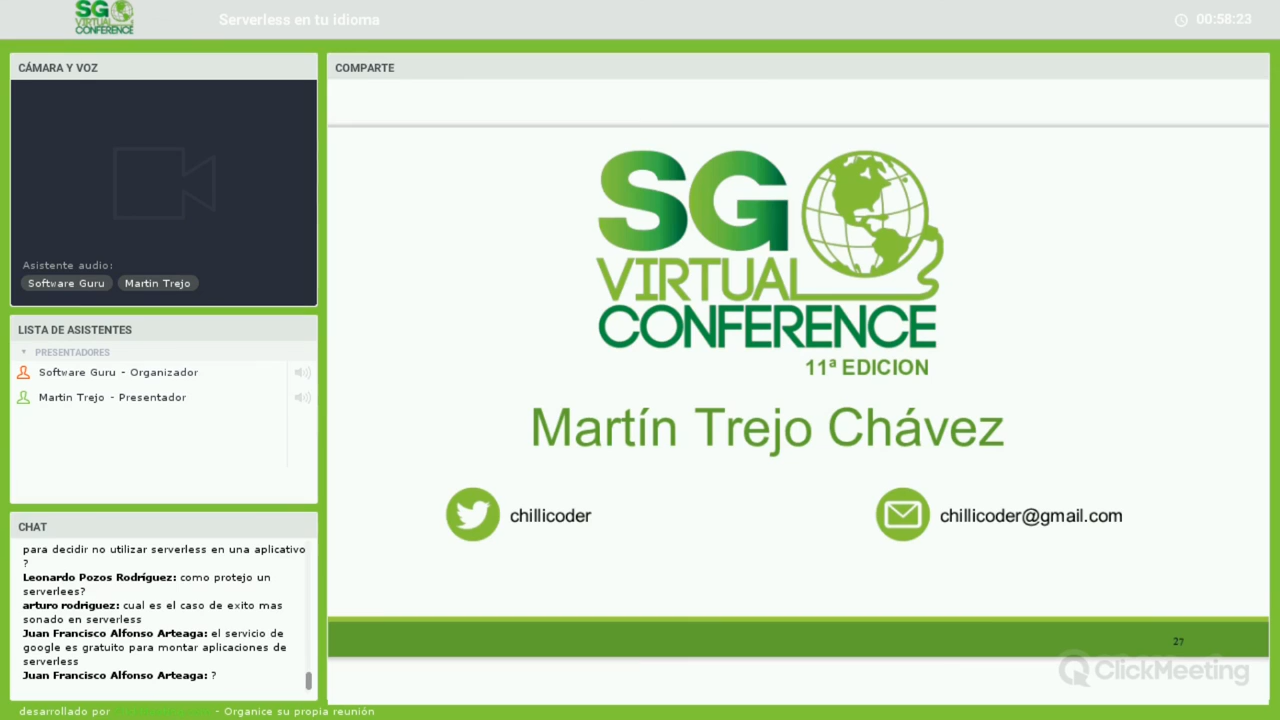 SG
VIRTUAL
CONFERENCE
Serverless en tu idioma
00:58:23
CÁMARA Y VOZ
Asistente audio:
Software Guru
Martin Trejo
LISTA DE ASISTENTES
PRESENTADORES
Software Guru - Organizador
Martin Trejo - Presentador
CHAT
para decidir no utilizar serverless en una aplicativo
?
Leonardo Pozos Rodríguez: como protejo un
serverlees?
arturo rodriguez: cual es el caso de exito mas
sonado en serverless
Juan Francisco Alfonso Arteaga: el servicio de
google es gratuito para montar aplicaciones de
serverless
Juan Francisco Alfonso Arteaga: ?
desarrollado por
- Organice su propia reunión
COMPARTE
SG
VIRTUAL
CONFERENCE
11ª EDICION
Martín Trejo Chávez
chillicoder
chillicoder@gmail.com
27
ClickMeeting